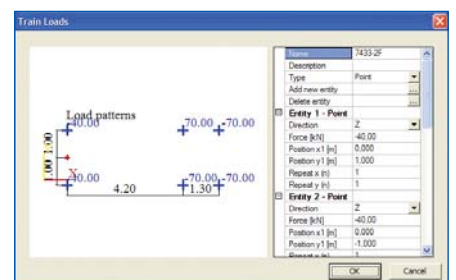 Train Loads
Load patterns
40.00
70.00 -70.00
1.00 1.00
X
40.00
-70.00 -70.00
4.20
1.30
Name 7433-2F
Description
Type Point
Add new entity ...
Delete entity ...
Entity 1 - Point
Direction Z
Force [kN] -40,00
Position x1 [m] 0,000
Position y1 [m] 1,000
Repeat x (n) 1
Repeat y (n) 1
Entity 2 - Point
Direction Z
Force [kN] -40,00
Position x1 [m] 0,000
Position y1 [m] -1,000
Repeat x (n) 1
OK Cancel